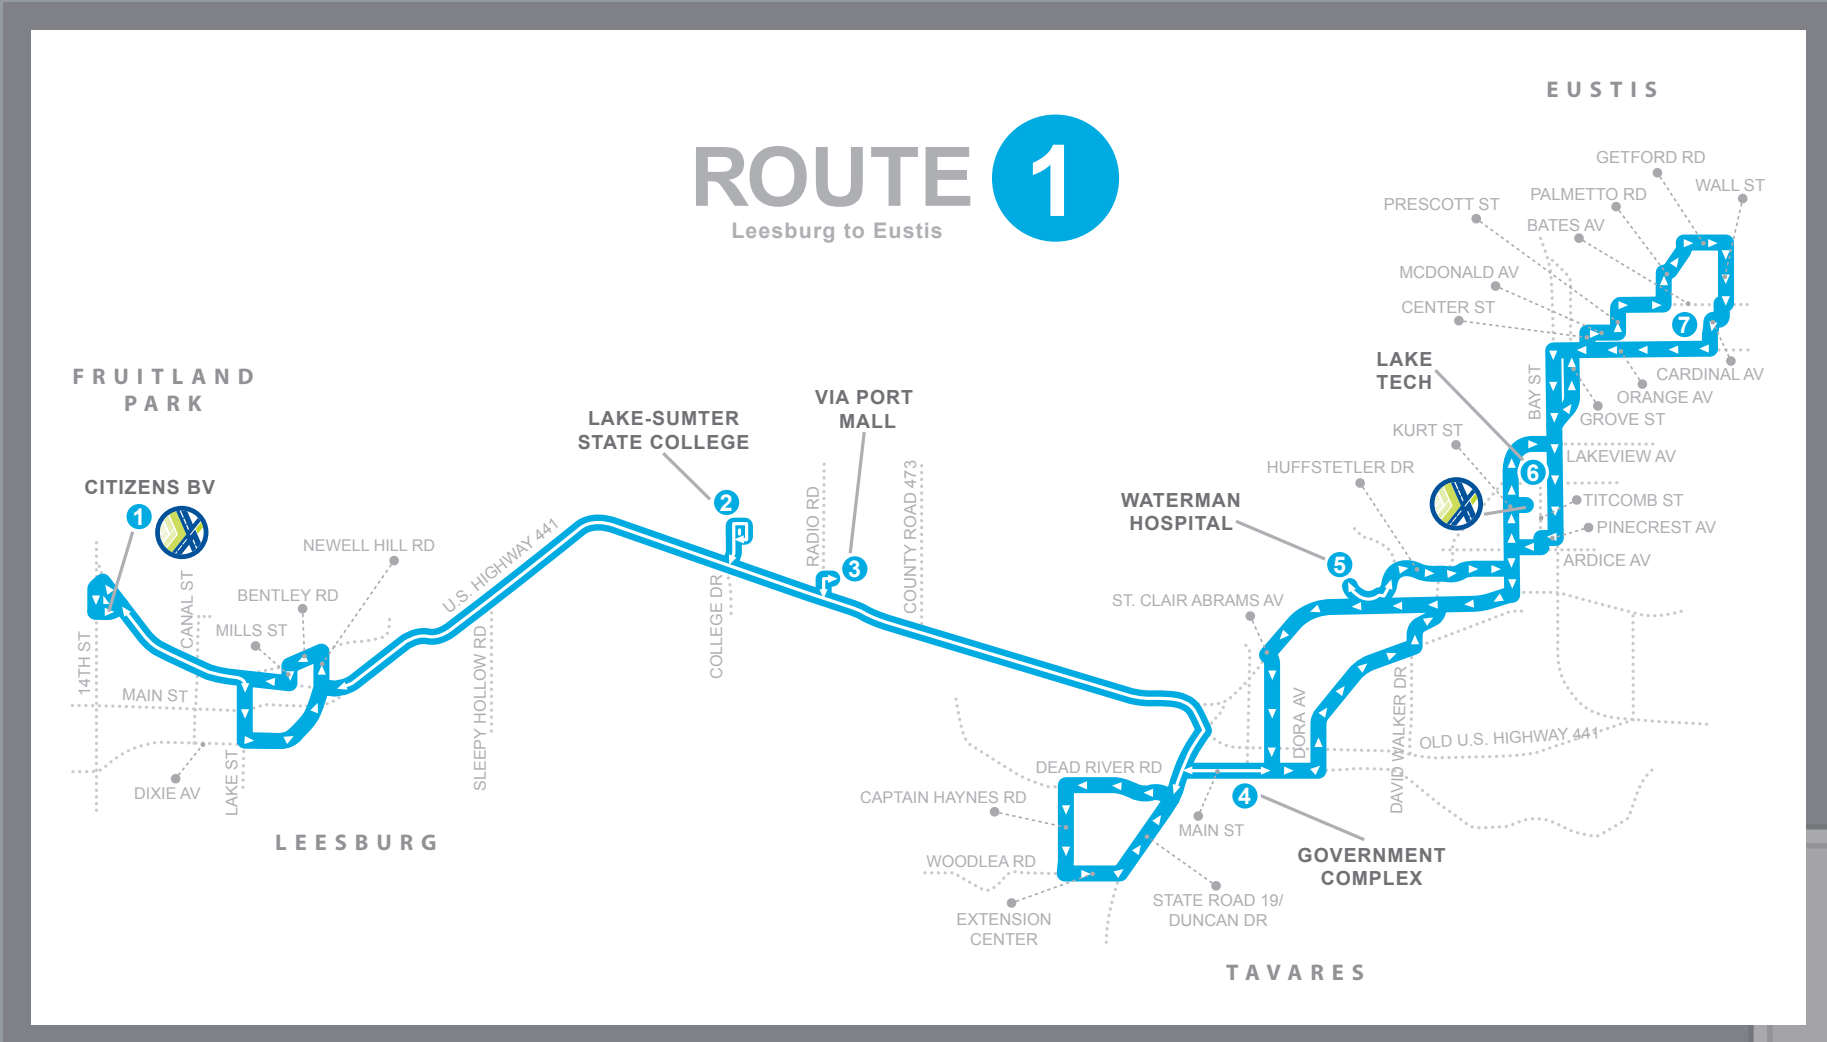 EUSTIS
ROUTE 1
Leesburg to Eustis
GETFORD RD
WALL ST
PALMETTO RD
PRESCOTT ST
BATES AV
MCDONALD AV
CENTER ST
7
LAKE
TECH
BAY ST
CARDINAL AV
ORANGE AV
GROVE ST
KURT ST
LAKEVIEW AV
HUFFSTETLER DR
6
TITCOMB ST
PINECREST AV
ARDICE AV
WATERMAN
HOSPITAL
5
ST. CLAIR ABRAMS AV
FRUITLAND
PARK
CITIZENS BV
1
NEWELL HILL RD
BENTLEY RD
MILLS ST
CANAL ST
14TH ST
MAIN ST
DIXIE AV
LAKE ST
LEESBURG
U.S. HIGHWAY 441
SLEEPY HOLLOW RD
LAKE-SUMTER
STATE COLLEGE
2
COLLEGE DR
VIA PORT
MALL
RADIO RD
3
COUNTY ROAD 473
DORA AV
DAVID WALKER DR
OLD U.S. HIGHWAY 441
DEAD RIVER RD
CAPTAIN HAYNES RD
4
MAIN ST
WOODLEA RD
GOVERNMENT
COMPLEX
EXTENSION
CENTER
STATE ROAD 19/
DUNCAN DR
TAVARES